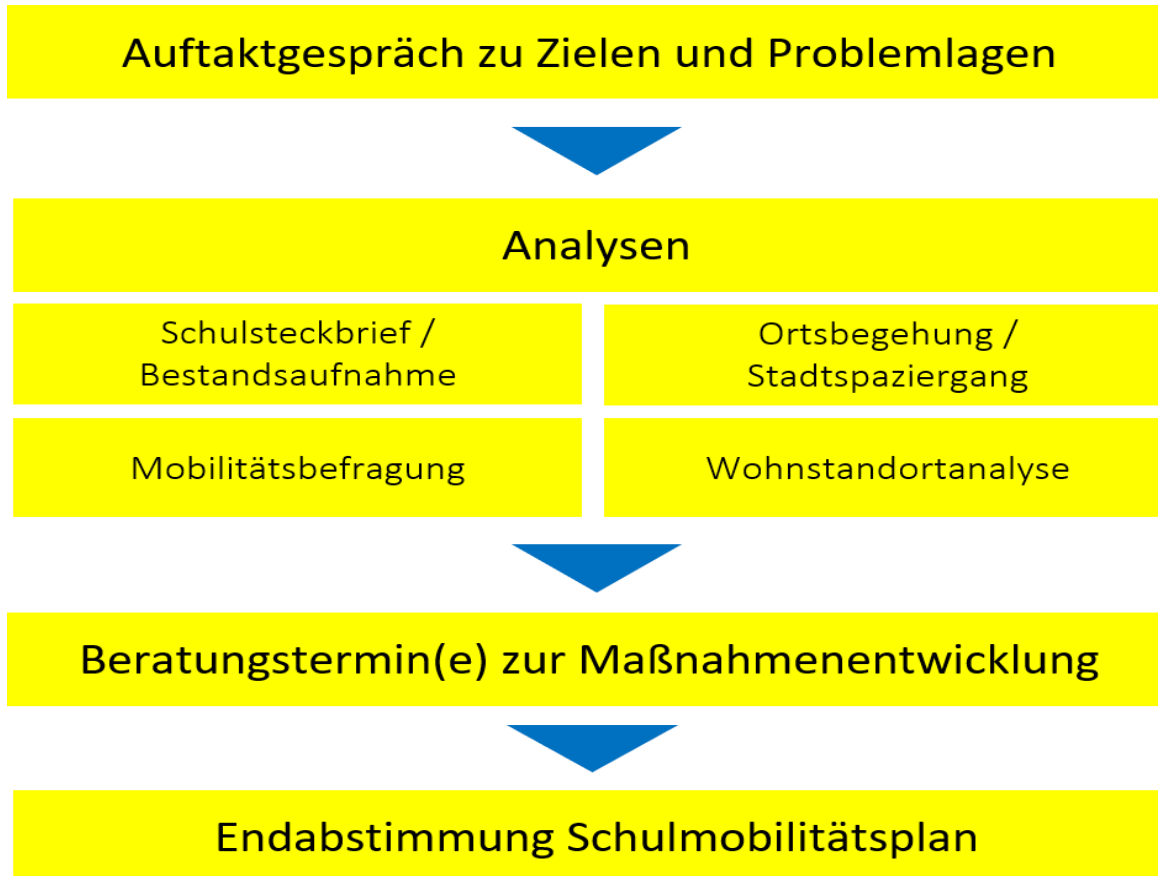 Auftaktgespräch zu Zielen und Problemlagen
Analysen
Schulsteckbrief /
Bestandsaufnahme
Ortsbegehung /
Stadtspaziergang
Mobilitätsbefragung
Wohnstandortanalyse
Beratungstermin(e) zur Maßnahmenentwicklung
Endabstimmung Schulmobilitätsplan